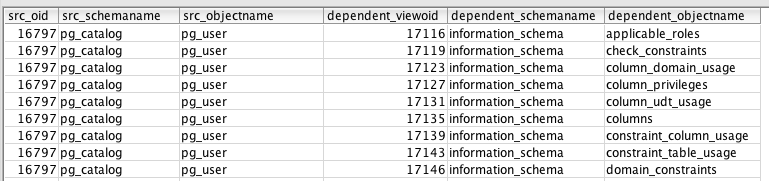 src_oid src_schemaname src_objectname dependent_viewoid dependent_schemaname dependent_objectname
16797 pg_catalog pg_user 17116 information_schema applicable_roles
16797 pg_catalog pg_user 17119 information_schema check_constraints
16797 pg_catalog pg_user 17123 information_schema column_domain_usage
16797 pg_catalog pg_user 17127 information_schema column_privileges
16797 pg_catalog pg_user 17131 information_schema column_udt_usage
16797 pg_catalog pg_user 17135 information_schema columns
16797 pg_catalog pg_user 17139 information_schema constraint_column_usage
16797 pg_catalog pg_user 17143 information_schema constraint_table_usage
16797 pg_catalog pg_user 17146 information_schema domain_constraints